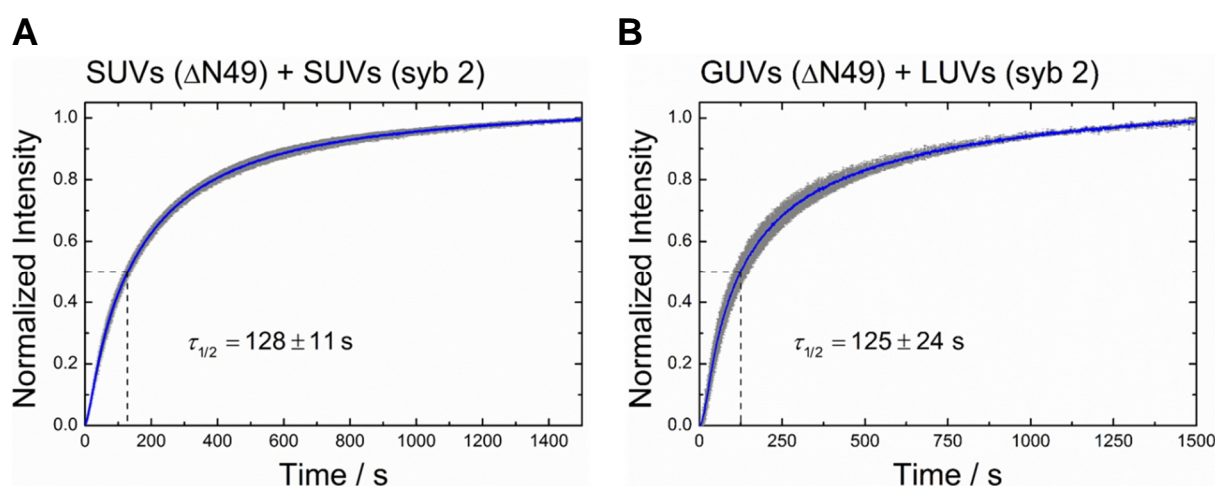 A
SUVs (ΔN49) + SUVs (syb 2)
Normalized Intensity
1.0
0.8
0.6
0.4
0.2
0.0
τ1/2 = 128 ± 11 s
0 200 400 600 800 1000 1200 1400
Time / s
B
GUVs (ΔN49) + LUVs (syb 2)
Normalized Intensity
1.0
0.8
0.6
0.4
0.2
0.0
τ1/2 = 125 ± 24 s
0 250 500 750 1000 1250 1500
Time / s